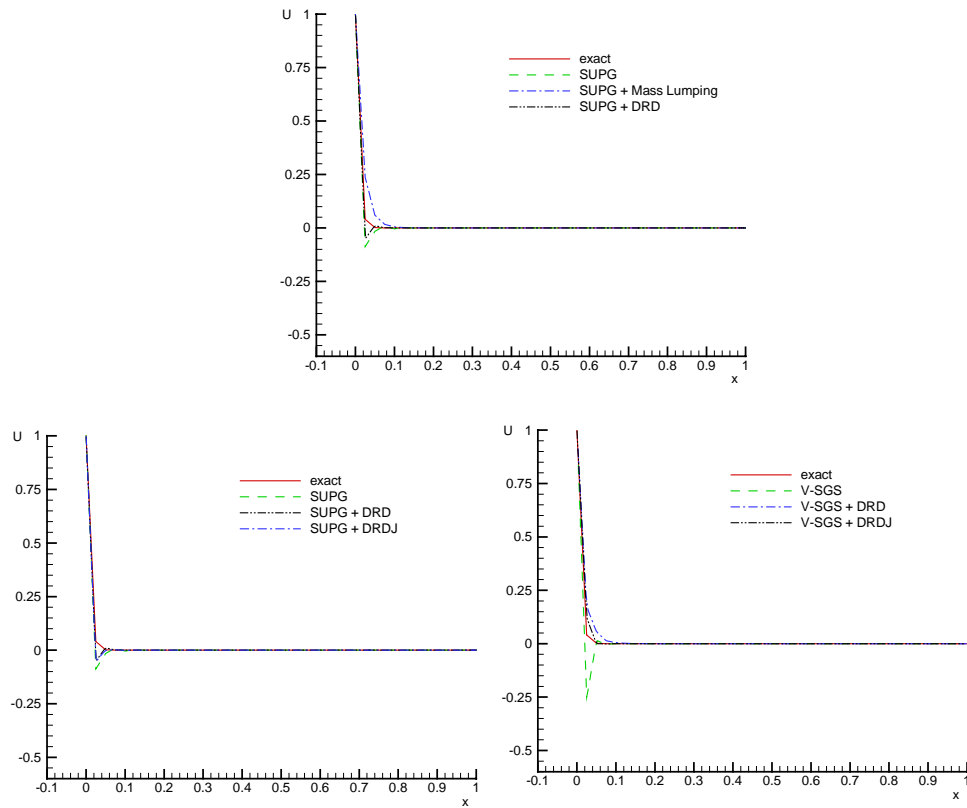 U 1
exact
SUPG
SUPG + Mass Lumping
SUPG + DRD
0.75
0.5
0.25
0
-0.25
-0.5
-0.1 0 0.1 0.2 0.3 0.4 0.5 0.6 0.7 0.8 0.9 1
x
U 1
exact
SUPG
SUPG + DRD
SUPG + DRDJ
0.75
0.5
0.25
0
-0.25
-0.5
-0.1 0 0.1 0.2 0.3 0.4 0.5 0.6 0.7 0.8 0.9 1
x
U 1
exact
V-SGS
V-SGS + DRD
V-SGS + DRDJ
0.75
0.5
0.25
0
-0.25
-0.5
-0.1 0 0.1 0.2 0.3 0.4 0.5 0.6 0.7 0.8 0.9 1
x